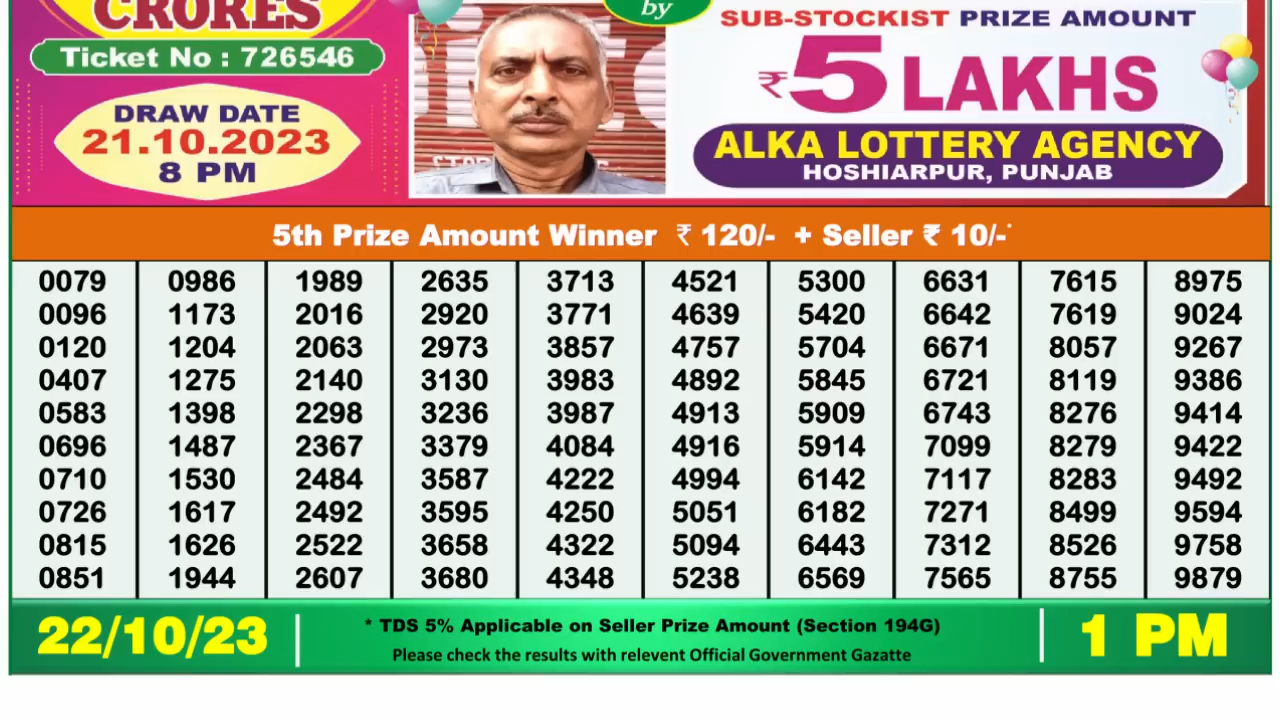 CRORES
Ticket No : 726546
DRAW DATE
21.10.2023
8 PM
by
SUB-STOCKIST PRIZE AMOUNT
₹5 LAKHS
ALKA LOTTERY AGENCY
HOSHIARPUR, PUNJAB
5th Prize Amount Winner ₹ 120/- + Seller ₹ 10/-*
0079 0986 1989 2635 3713 4521 5300 6631 7615 8975
0096 1173 2016 2920 3771 4639 5420 6642 7619 9024
0120 1204 2063 2973 3857 4757 5704 6671 8057 9267
0407 1275 2140 3130 3983 4892 5845 6721 8119 9386
0583 1398 2298 3236 3987 4913 5909 6743 8276 9414
0696 1487 2367 3379 4084 4916 5914 7099 8279 9422
0710 1530 2484 3587 4222 4994 6142 7117 8283 9492
0726 1617 2492 3595 4250 5051 6182 7271 8499 9594
0815 1626 2522 3658 4322 5094 6443 7312 8526 9758
0851 1944 2607 3680 4348 5238 6569 7565 8755 9879
22/10/23
* TDS 5% Applicable on Seller Prize Amount (Section 194G)
Please check the results with relevent Official Government Gazatte
1 PM